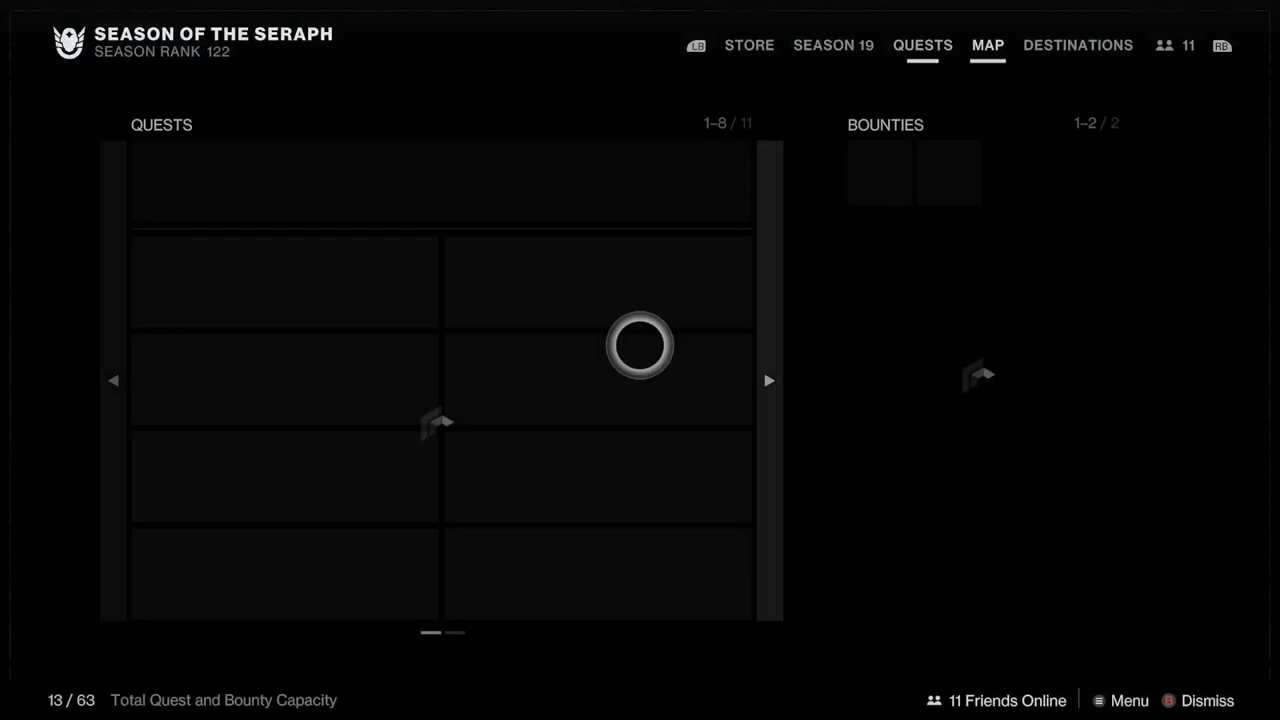 SEASON OF THE SERAPH
SEASON RANK 122
LB STORE SEASON 19 QUESTS MAP DESTINATIONS 11 RB
QUESTS 1–8 / 11
BOUNTIES 1–2 / 2
13 / 63 Total Quest and Bounty Capacity
11 Friends Online Menu B Dismiss